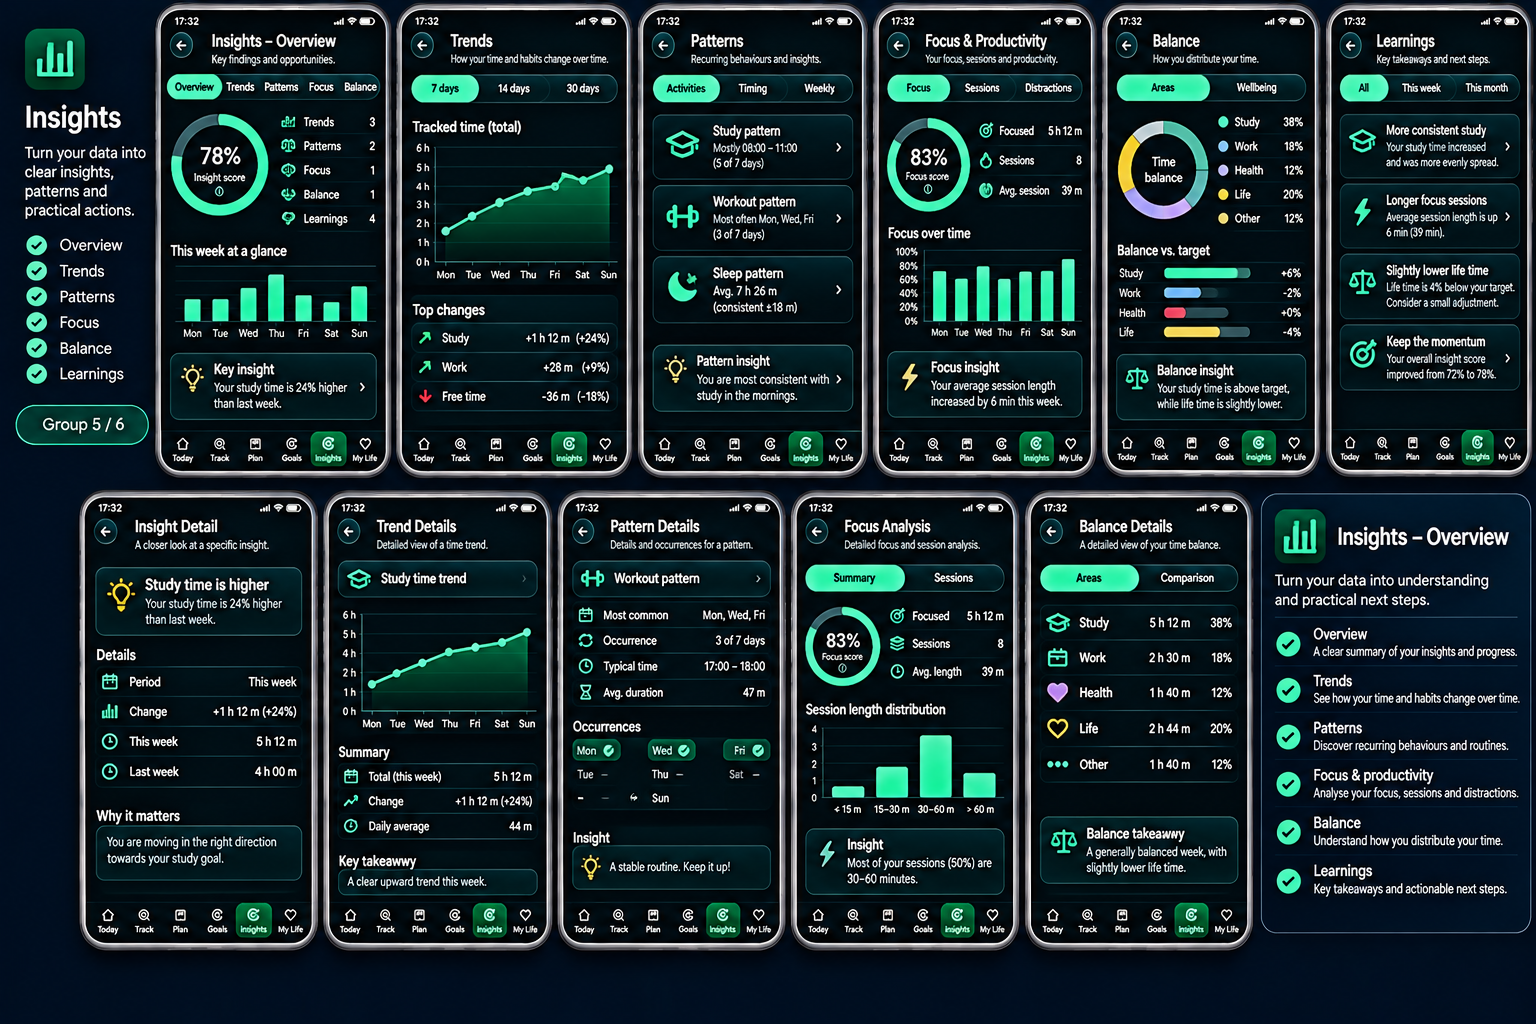 Insights
Turn your data into
clear insights,
patterns and
practical actions.
Overview
Trends
Patterns
Focus
Balance
Learnings
Group 5 / 6
17:32
Insights – Overview
Key findings and opportunities.
Overview Trends Patterns Focus Balance
78%
Insight score
Trends 3
Patterns 2
Focus 1
Balance 1
Learnings 4
This week at a glance
Mon Tue Wed Thu Fri Sat Sun
Key insight
Your study time is 24% higher
than last week.
Today Track Plan Goals Insights My Life
17:32
Trends
How your time and habits change over time.
7 days 14 days 30 days
Tracked time (total)
6 h
5 h
4 h
3 h
2 h
1 h
0 h
Mon Tue Wed Thu Fri Sat Sun
Top changes
Study +1 h 12 m (+24%)
Work +28 m (+9%)
Free time -36 m (-18%)
Today Track Plan Goals Insights My Life
17:32
Patterns
Recurring behaviours and insights.
Activities Timing Weekly
Study pattern
Mostly 08:00 – 11:00
(5 of 7 days)
Workout pattern
Most often Mon, Wed, Fri
(3 of 7 days)
Sleep pattern
Avg. 7 h 26 m
(consistent ±18 m)
Pattern insight
You are most consistent with
study in the mornings.
Today Track Plan Goals Insights My Life
17:32
Focus & Productivity
Your focus, sessions and productivity.
Focus Sessions Distractions
83%
Focus score
Focused 5 h 12 m
Sessions 8
Avg. session 39 m
Focus over time
100%
80%
60%
40%
20%
0%
Mon Tue Wed Thu Fri Sat Sun
Focus insight
Your average session length
increased by 6 min this week.
Today Track Plan Goals Insights My Life
17:32
Balance
How you distribute your time.
Areas Wellbeing
Time
balance
Study 38%
Work 18%
Health 12%
Life 20%
Other 12%
Balance vs. target
Study +6%
Work -2%
Health +0%
Life -4%
Balance insight
Your study time is above target,
while life time is slightly lower.
Today Track Plan Goals Insights My Life
17:32
Learnings
Key takeaways and next steps.
All This week This month
More consistent study
Your study time increased
and was more evenly spread.
Longer focus sessions
Average session length is up
6 min (39 min).
Slightly lower life time
Life time is 4% below your target.
Consider a small adjustment.
Keep the momentum
Your overall insight score
improved from 72% to 78%.
Today Track Plan Goals Insights My Life
17:32
Insight Detail
A closer look at a specific insight.
Study time is higher
Your study time is 24% higher
than last week.
Details
Period This week
Change +1 h 12 m (+24%)
This week 5 h 12 m
Last week 4 h 00 m
Why it matters
You are moving in the right direction
towards your study goal.
Today Track Plan Goals Insights My Life
17:32
Trend Details
Detailed view of a time trend.
Study time trend
6 h
5 h
4 h
3 h
2 h
1 h
0 h
Mon Tue Wed Thu Fri Sat Sun
Summary
Total (this week) 5 h 12 m
Change +1 h 12 m (+24%)
Daily average 44 m
Key takeawwy
A clear upward trend this week.
Today Track Plan Goals Insights My Life
17:32
Pattern Details
Details and occurrences for a pattern.
Workout pattern
Most common Mon, Wed, Fri
Occurrence 3 of 7 days
Typical time 17:00 – 18:00
Avg. duration 47 m
Occurrences
Mon Wed Fri
Tue – Thu – Sat –
– – Sun
Insight
A stable routine. Keep it up!
Today Track Plan Goals Insights My Life
17:32
Focus Analysis
Detailed focus and session analysis.
Summary Sessions
83%
Focus score
Focused 5 h 12 m
Sessions 8
Avg. length 39 m
Session length distribution
4
3
2
1
0
< 15 m 15–30 m 30–60 m > 60 m
Insight
Most of your sessions (50%) are
30–60 minutes.
Today Track Plan Goals Insights My Life
17:32
Balance Details
A detailed view of your time balance.
Areas Comparison
Study 5 h 12 m 38%
Work 2 h 30 m 18%
Health 1 h 40 m 12%
Life 2 h 44 m 20%
Other 1 h 40 m 12%
Balance takeawwy
A generally balanced week, with
slightly lower life time.
Today Track Plan Goals Insights My Life
Insights – Overview
Turn your data into understanding
and practical next steps.
Overview
A clear summary of your insights and progress.
Trends
See how your time and habits change over time.
Patterns
Discover recurring behaviours and routines.
Focus & productivity
Analyse your focus, sessions and distractions.
Balance
Understand how you distribute your time.
Learnings
Key takeaways and actionable next steps.